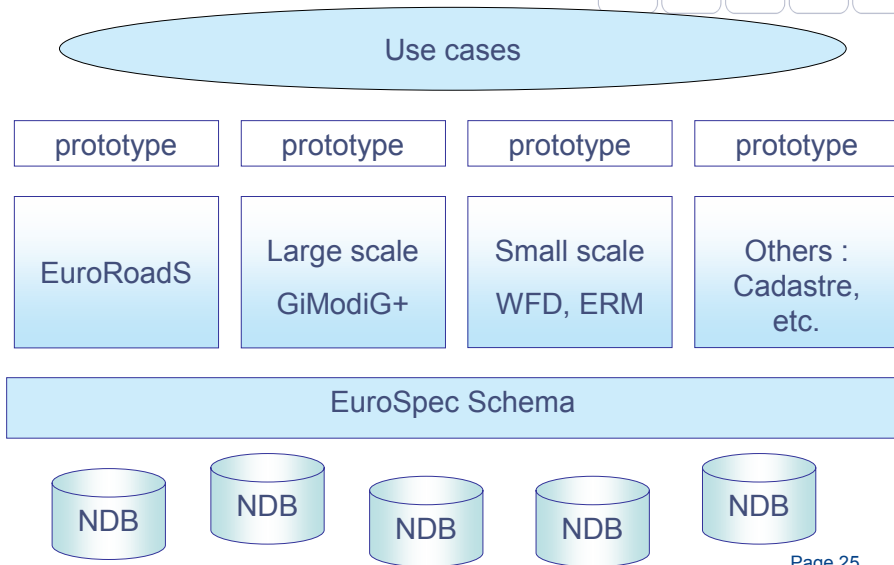 Use cases
prototype
prototype
prototype
prototype
EuroRoadS
Large scale
GiModiG+
Small scale
WFD, ERM
Others :
Cadastre,
etc.
EuroSpec Schema
NDB
NDB
NDB
NDB
NDB
Page 25